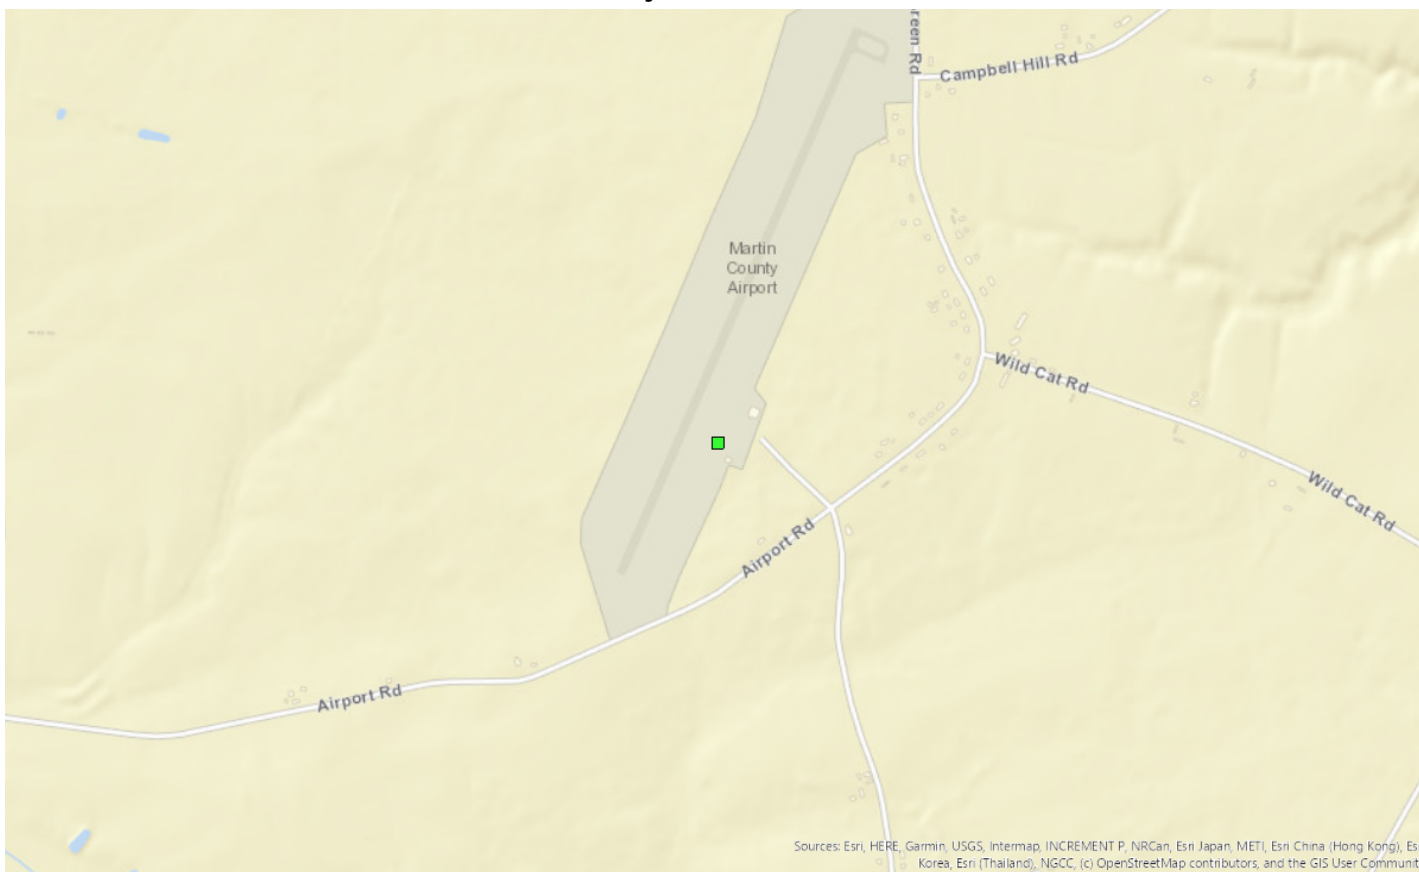 reen Rd
Campbell Hill Rd
Martin
County
Airport
Wild Cat Rd
Wild Cat Rd
Airport Rd
Airport Rd
Sources: Esri, HERE, Garmin, USGS, Intermap, INCREMENT P, NRCan, Esri Japan, METI, Esri China (Hong Kong), Es
Korea, Esri (Thailand), NGCC, (c) OpenStreetMap contributors, and the GIS User Communit